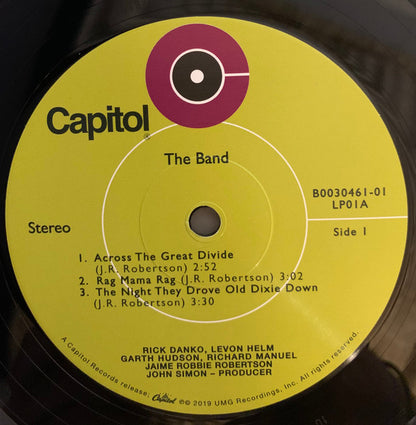 Capitol
The Band
B0030461-01
LP01A
Stereo
Side 1
1. Across The Great Divide
(J.R. Robertson) 2:52
2. Rag Mama Rag (J.R. Robertson) 3:02
3. The Night They Drove Old Dixie Down
(J.R. Robertson) 3:30
RICK DANKO, LEVON HELM
GARTH HUDSON, RICHARD MANUEL
JAIME ROBBIE ROBERTSON
JOHN SIMON – PRODUCER
A Capitol Records release; Capitol ℗© 2019 UMG Recordings, Inc. All rights reserved.